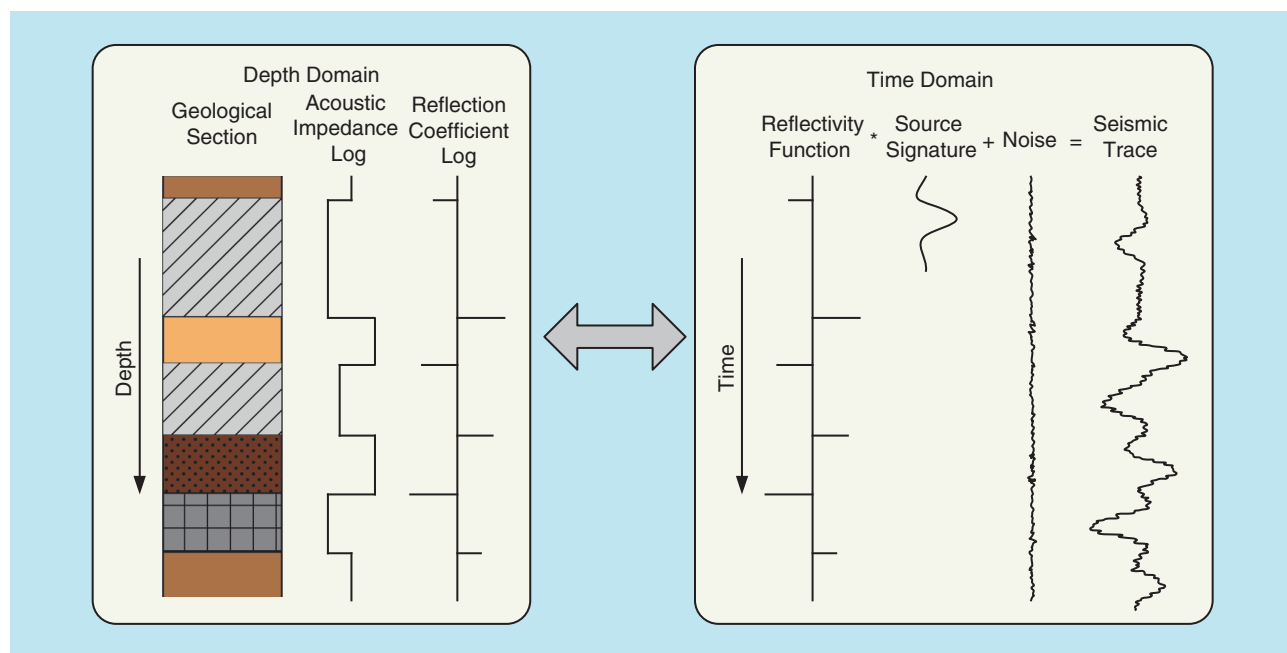 Depth Domain
Geological
Section
Acoustic
Impedance
Log
Reflection
Coefficient
Log
Depth
Time Domain
Reflectivity
Function
*
Source
Signature
+
Noise
=
Seismic
Trace
Time